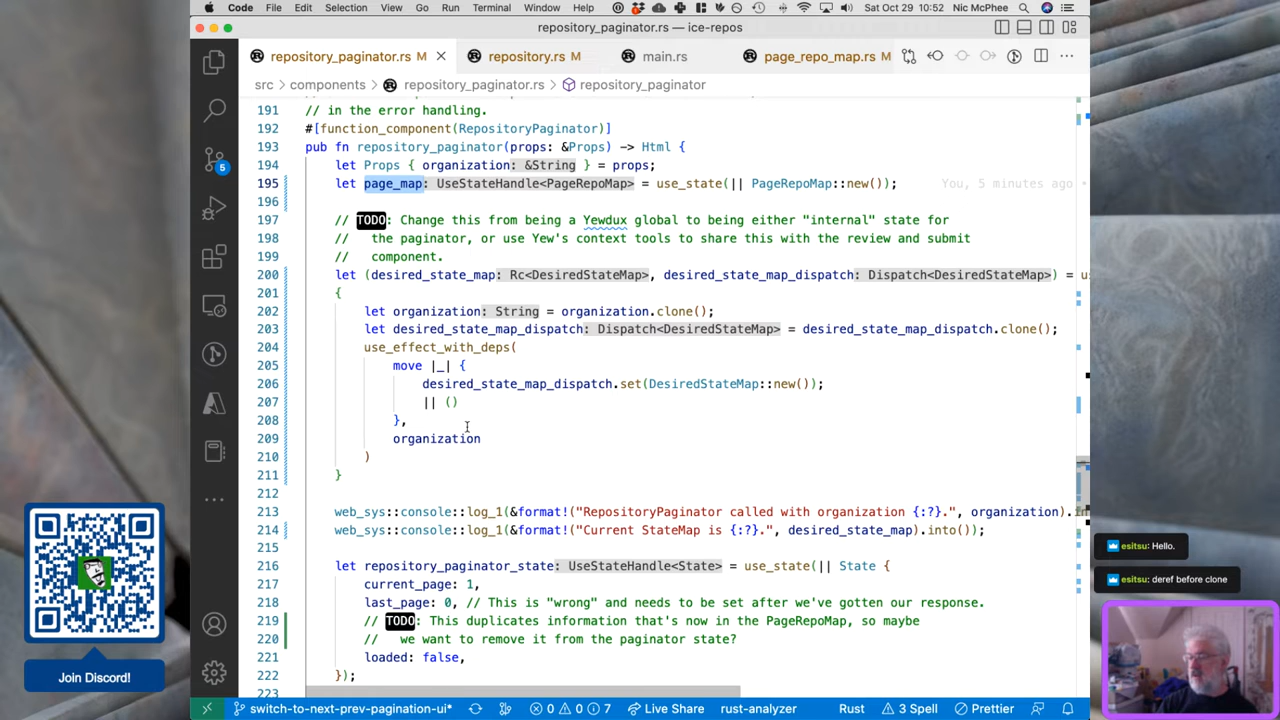 Code File Edit Selection View Go Run Terminal Window Help Sat Oct 29 10:52 Nic McPhee
repository_paginator.rs — ice-repos
repository_paginator.rs M repository.rs M main.rs page_repo_map.rs M
src > components > repository_paginator.rs > repository_paginator
191 // in the error handling.
192 #[function_component(RepositoryPaginator)]
193 pub fn repository_paginator(props: &Props) -> Html {
194 let Props { organization: &String } = props;
195 let page_map: UseStateHandle<PageRepoMap> = use_state(|| PageRepoMap::new()); You, 5 minutes ago •
196
197 // TODO: Change this from being a Yewdux global to being either "internal" state for
198 // the paginator, or use Yew's context tools to share this with the review and submit
199 // component.
200 let (desired_state_map: Rc<DesiredStateMap>, desired_state_map_dispatch: Dispatch<DesiredStateMap>) = us
201 {
202 let organization: String = organization.clone();
203 let desired_state_map_dispatch: Dispatch<DesiredStateMap> = desired_state_map_dispatch.clone();
204 use_effect_with_deps(
205 move |_| {
206 desired_state_map_dispatch.set(DesiredStateMap::new());
207 || ()
208 },
209 organization
210 )
211 }
212
213 web_sys::console::log_1(&format!("RepositoryPaginator called with organization {:?}.", organization).in
214 web_sys::console::log_1(&format!("Current StateMap is {:?}.", desired_state_map).into());
215
216 let repository_paginator_state: UseStateHandle<State> = use_state(|| State {
217 current_page: 1,
218 last_page: 0, // This is "wrong" and needs to be set after we've gotten our response.
219 // TODO: This duplicates information that's now in the PageRepoMap, so maybe
220 // we want to remove it from the paginator state?
221 loaded: false,
222 });
223
5
switch-to-next-prev-pagination-ui* 0 0 7 Live Share rust-analyzer Rust 3 Spell Prettier
Join Discord!
esitsu: Hello.
esitsu: deref before clone